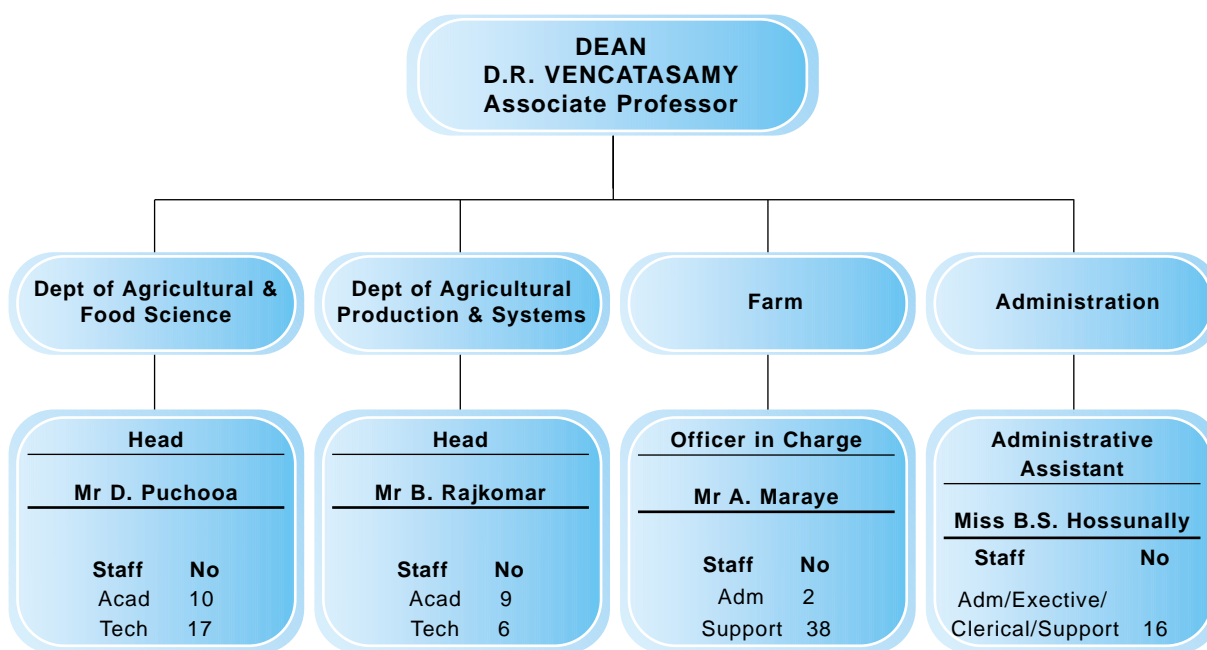 DEAN
D.R. VENCATASAMY
Associate Professor
Dept of Agricultural &
Food Science
Dept of Agricultural
Production & Systems
Farm
Administration
Head
Mr D. Puchooa
Staff No
Acad 10
Tech 17
Head
Mr B. Rajkomar
Staff No
Acad 9
Tech 6
Officer in Charge
Mr A. Maraye
Staff No
Adm 2
Support 38
Administrative
Assistant
Miss B.S. Hossunally
Staff No
Adm/Exective/
Clerical/Support 16